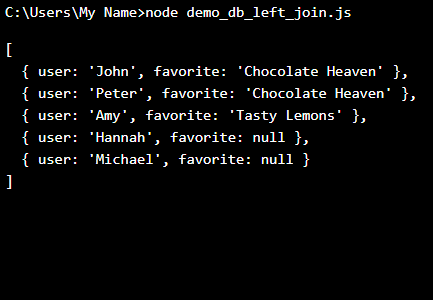 C:\Users\My Name>node demo_db_left_join.js
[
{ user: 'John', favorite: 'Chocolate Heaven' },
{ user: 'Peter', favorite: 'Chocolate Heaven' },
{ user: 'Amy', favorite: 'Tasty Lemons' },
{ user: 'Hannah', favorite: null },
{ user: 'Michael', favorite: null }
]